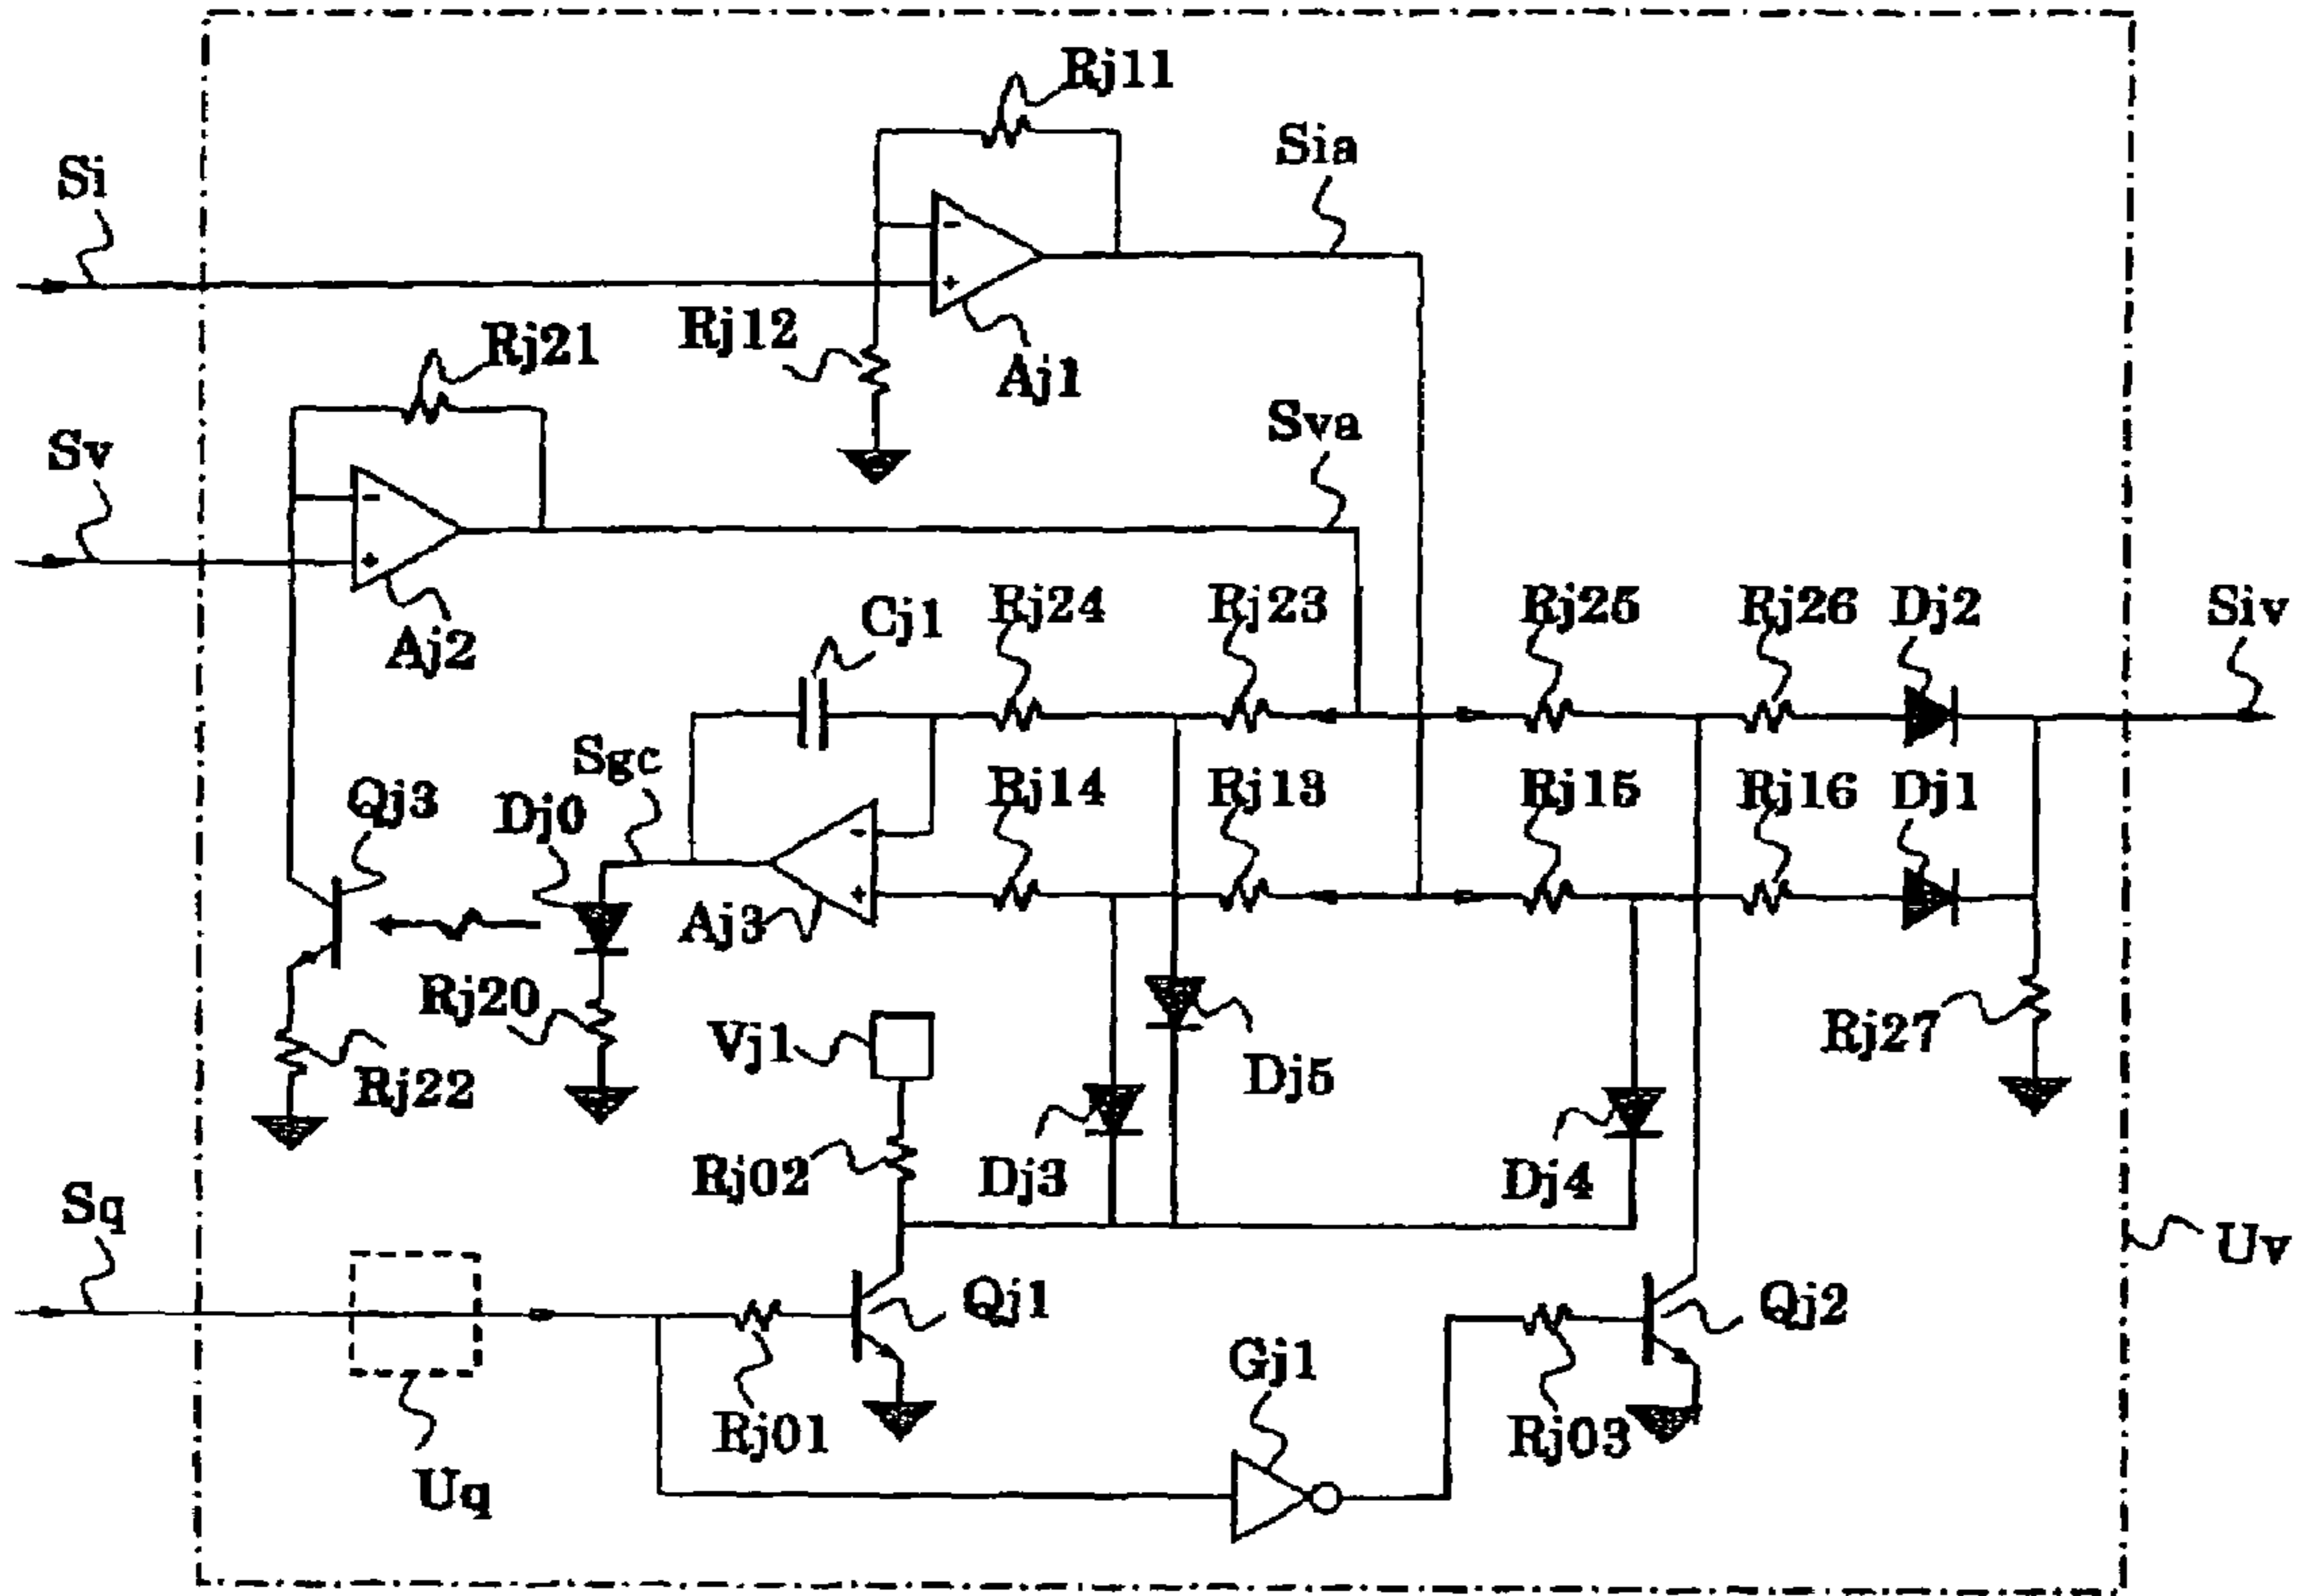 Rj11
Sia
Si
Rj12
Rj21
Aj1
Sva
Sv
Aj2
Cj1
Rj24
Rj23
Rj25
Rj26
Dj2
Siv
Sgc
Qj3
Dj0
Rj14
Rj13
Rj15
Rj16
Dj1
Aj3
Rj20
Vj1
Rj27
Rj22
Dj5
Rj02
Dj3
Dj4
Sq
Uv
Qj1
Qj2
Gj1
Rj01
Rj03
Uq